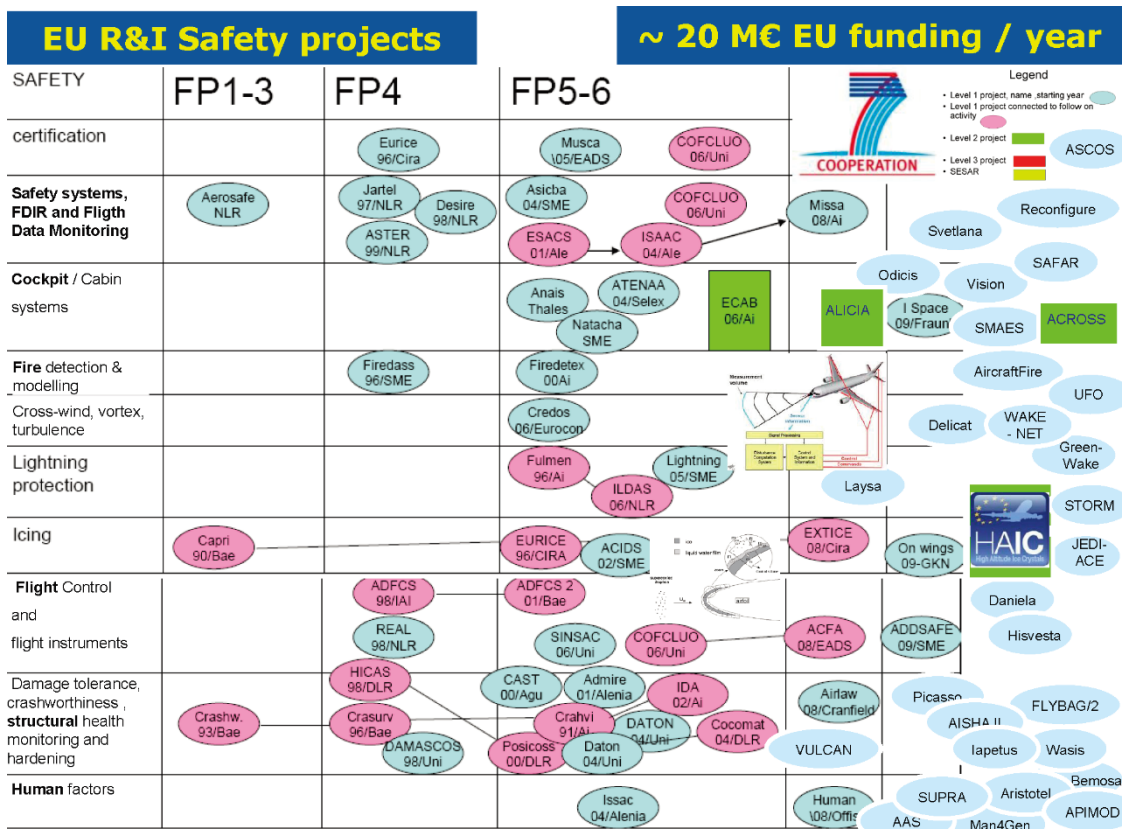 EU R&I Safety projects
~ 20 M€ EU funding / year
SAFETY
FP1-3
FP4
FP5-6
7
COOPERATION
Legend
• Level 1 project, name ,starting year
• Level 1 project connected to follow on
activity
• Level 2 project
• Level 3 project
• SESAR
ASCOS
certification
Eurice
96/Cira
Musca
\05/EADS
COFCLUO
06/Uni
Safety systems,
FDIR and Fligth
Data Monitoring
Aerosafe
NLR
Jartel
97/NLR
Desire
98/NLR
ASTER
99/NLR
Asicba
04/SME
COFCLUO
06/Uni
ESACS
01/Ale
ISAAC
04/Ale
Missa
08/Ai
Reconfigure
Svetlana
SAFAR
Cockpit / Cabin
systems
Anais
Thales
ATENAA
04/Selex
Natacha
SME
ECAB
06/Ai
ALICIA
Odicis
Vision
I Space
09/Fraun
SMAES
ACROSS
Fire detection &
modelling
Firedass
96/SME
Firedetex
00Ai
Measurement
volume
AircraftFire
UFO
Cross-wind, vortex,
turbulence
Credos
06/Eurocon
Delicat
WAKE
- NET
Green-
Wake
Lightning
protection
Fulmen
96/Ai
ILDAS
06/NLR
Lightning
05/SME
Laysa
STORM
Icing
Capri
90/Bae
EURICE
96/CIRA
ACIDS
02/SME
liquid water film
EXTICE
08/Cira
On wings
09-GKN
HAIC
High Altitude Ice Crystals
JEDI-
ACE
Flight Control
and
flight instruments
ADFCS
98/IAI
ADFCS 2
01/Bae
REAL
98/NLR
SINSAC
06/Uni
COFCLUO
06/Uni
ACFA
08/EADS
ADDSAFE
09/SME
Daniela
Hisvesta
Damage tolerance,
crashworthiness ,
structural health
monitoring and
hardening
HICAS
98/DLR
CAST
00/Agu
Admire
01/Alenia
IDA
02/Ai
Airlaw
08/Cranfield
Picasso
FLYBAG/2
Crashw.
93/Bae
Crasurv
96/Bae
Crahvi
91/Ai
DATON
04/Uni
Cocomat
04/DLR
AISHA II
DAMASCOS
98/Uni
Posicoss
00/DLR
Daton
04/Uni
VULCAN
Iapetus
Wasis
Bemosa
Human factors
Issac
04/Alenia
Human
\08/Offis
SUPRA
Aristotel
APIMOD
AAS
Man4Gen